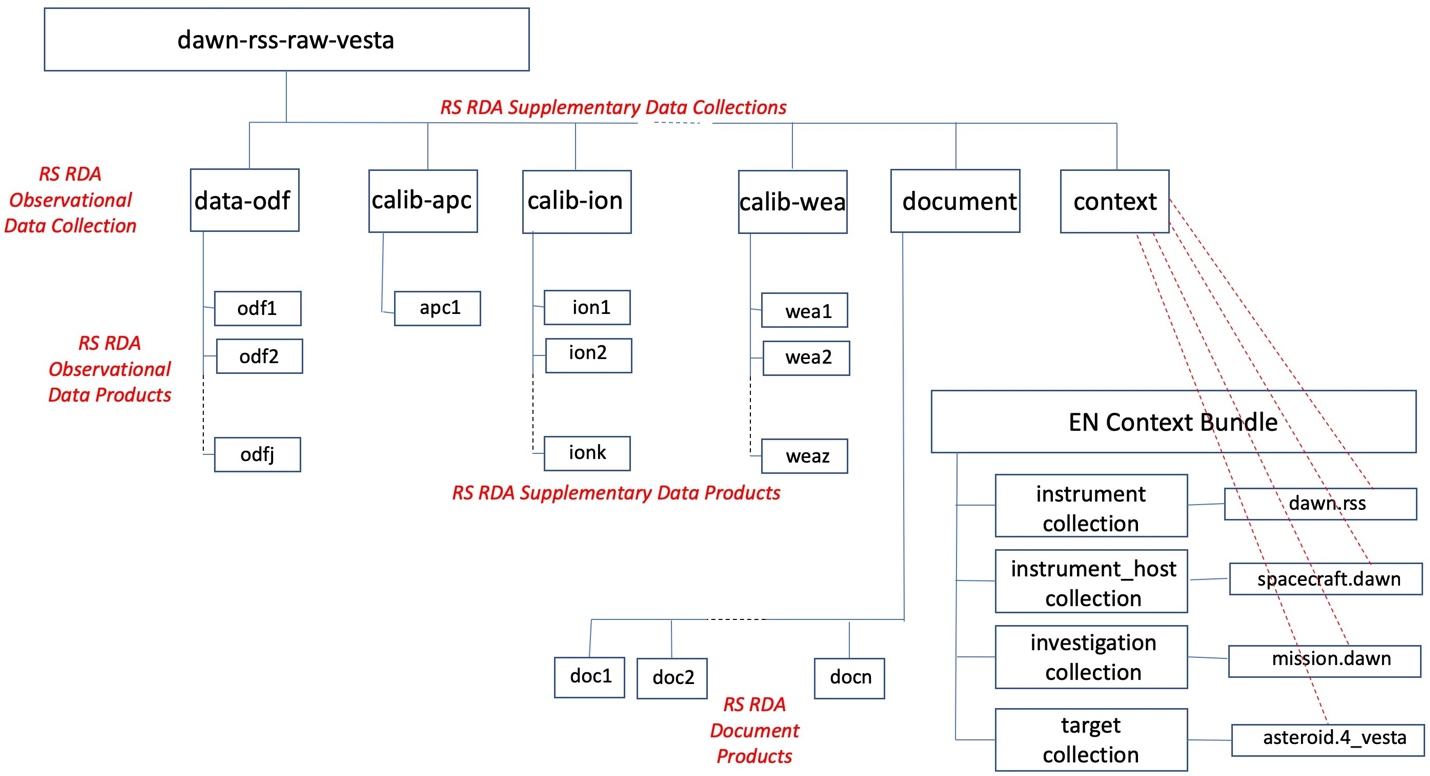 dawn-rss-raw-vesta
RS RDA Supplementary Data Collections
RS RDA
Observational
Data Collection
data-odf
calib-apc
calib-ion
calib-wea
document
context
odf1
apc1
ion1
wea1
RS RDA
Observational
Data Products
odf2
ion2
wea2
odfj
ionk
weaz
RS RDA Supplementary Data Products
EN Context Bundle
instrument
collection
dawn.rss
instrument_host
collection
spacecraft.dawn
investigation
collection
mission.dawn
target
collection
asteroid.4_vesta
doc1
doc2
docn
RS RDA
Document
Products